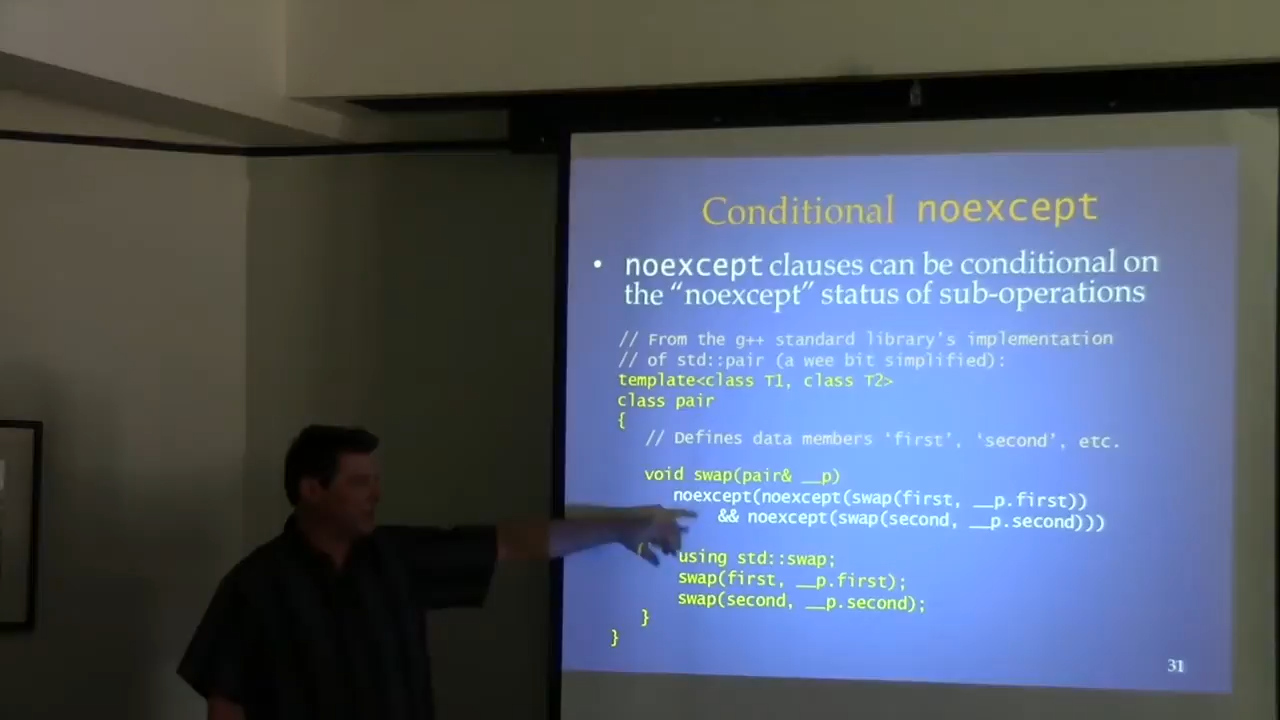 Conditional noexcept
• noexcept clauses can be conditional on
the “noexcept” status of sub-operations
// From the g++ standard library’s implementation
// of std::pair (a wee bit simplified):
template<class T1, class T2>
class pair
{
// Defines data members ‘first’, ‘second’, etc.
void swap(pair& __p)
noexcept(noexcept(swap(first, __p.first))
&& noexcept(swap(second, __p.second)))
{
using std::swap;
swap(first, __p.first);
swap(second, __p.second);
}
}
31